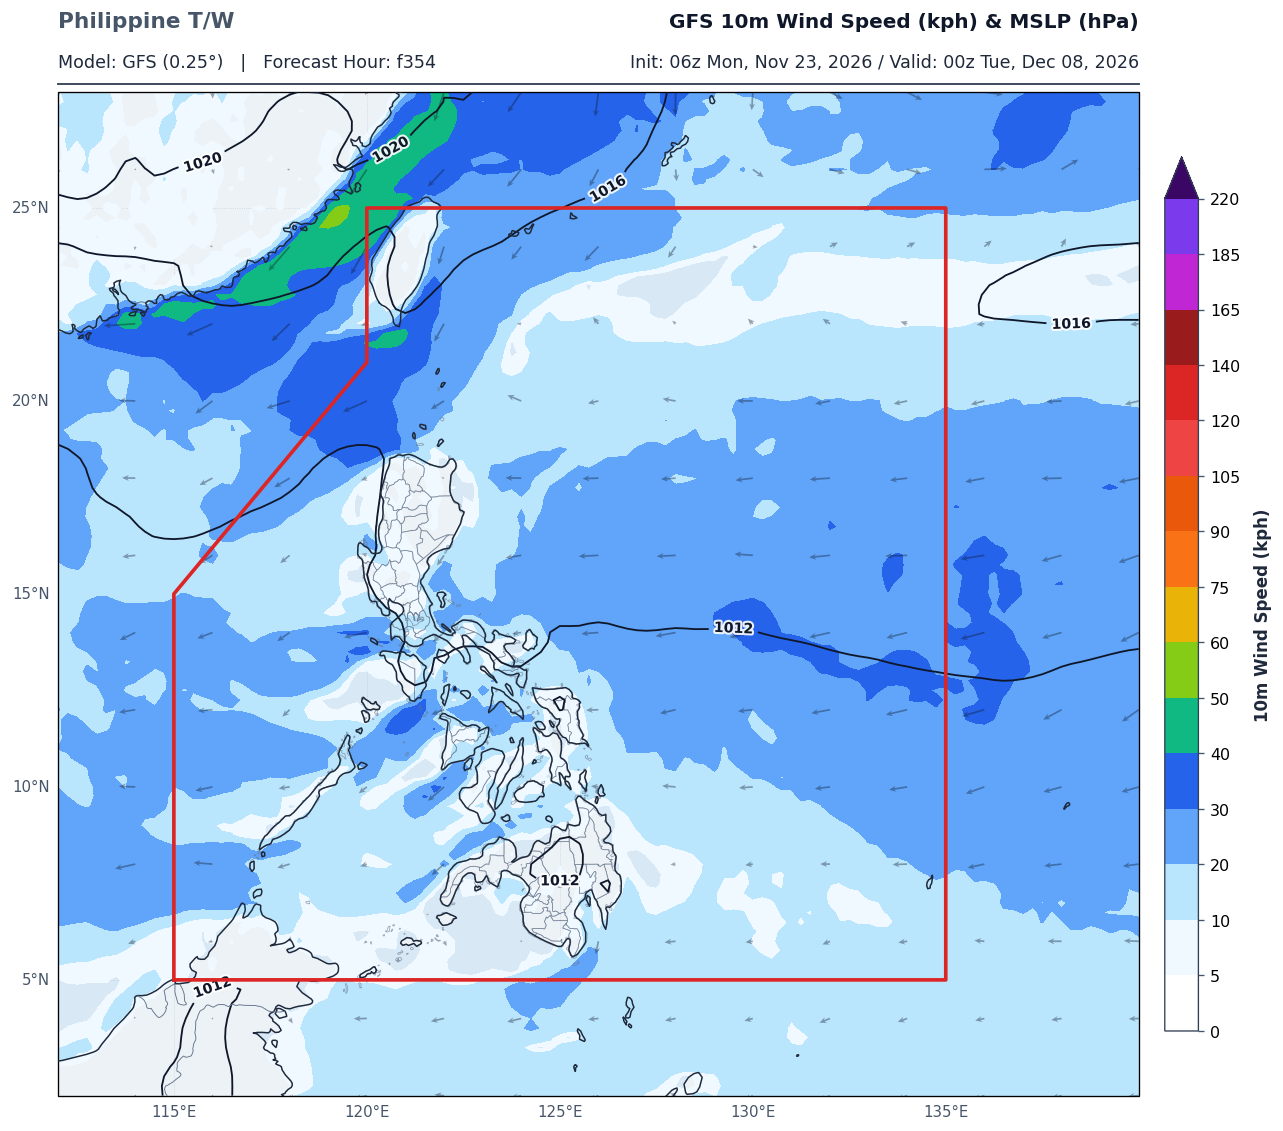 Philippine T/W
GFS 10m Wind Speed (kph) & MSLP (hPa)
Model: GFS (0.25°)   |   Forecast Hour: f354
Init: 06z Mon, Nov 23, 2026 / Valid: 00z Tue, Dec 08, 2026
1020
1020
1016
1016
1012
1012
1012
25°N
20°N
15°N
10°N
5°N
115°E
120°E
125°E
130°E
135°E
220
185
165
140
120
105
90
75
60
50
40
30
20
10
5
0
10m Wind Speed (kph)